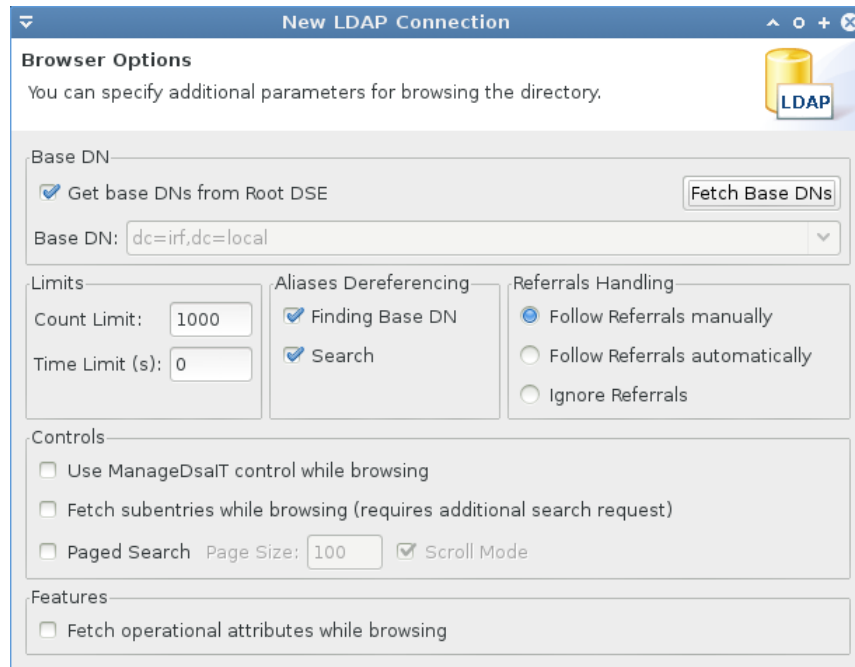 New LDAP Connection
Browser Options
You can specify additional parameters for browsing the directory.
LDAP
Base DN
Get base DNs from Root DSE
Fetch Base DNs
Base DN: dc=irf,dc=local
Limits
Count Limit: 1000
Time Limit (s): 0
Aliases Dereferencing
Finding Base DN
Search
Referrals Handling
Follow Referrals manually
Follow Referrals automatically
Ignore Referrals
Controls
Use ManageDsaIT control while browsing
Fetch subentries while browsing (requires additional search request)
Paged Search Page Size: 100 Scroll Mode
Features
Fetch operational attributes while browsing